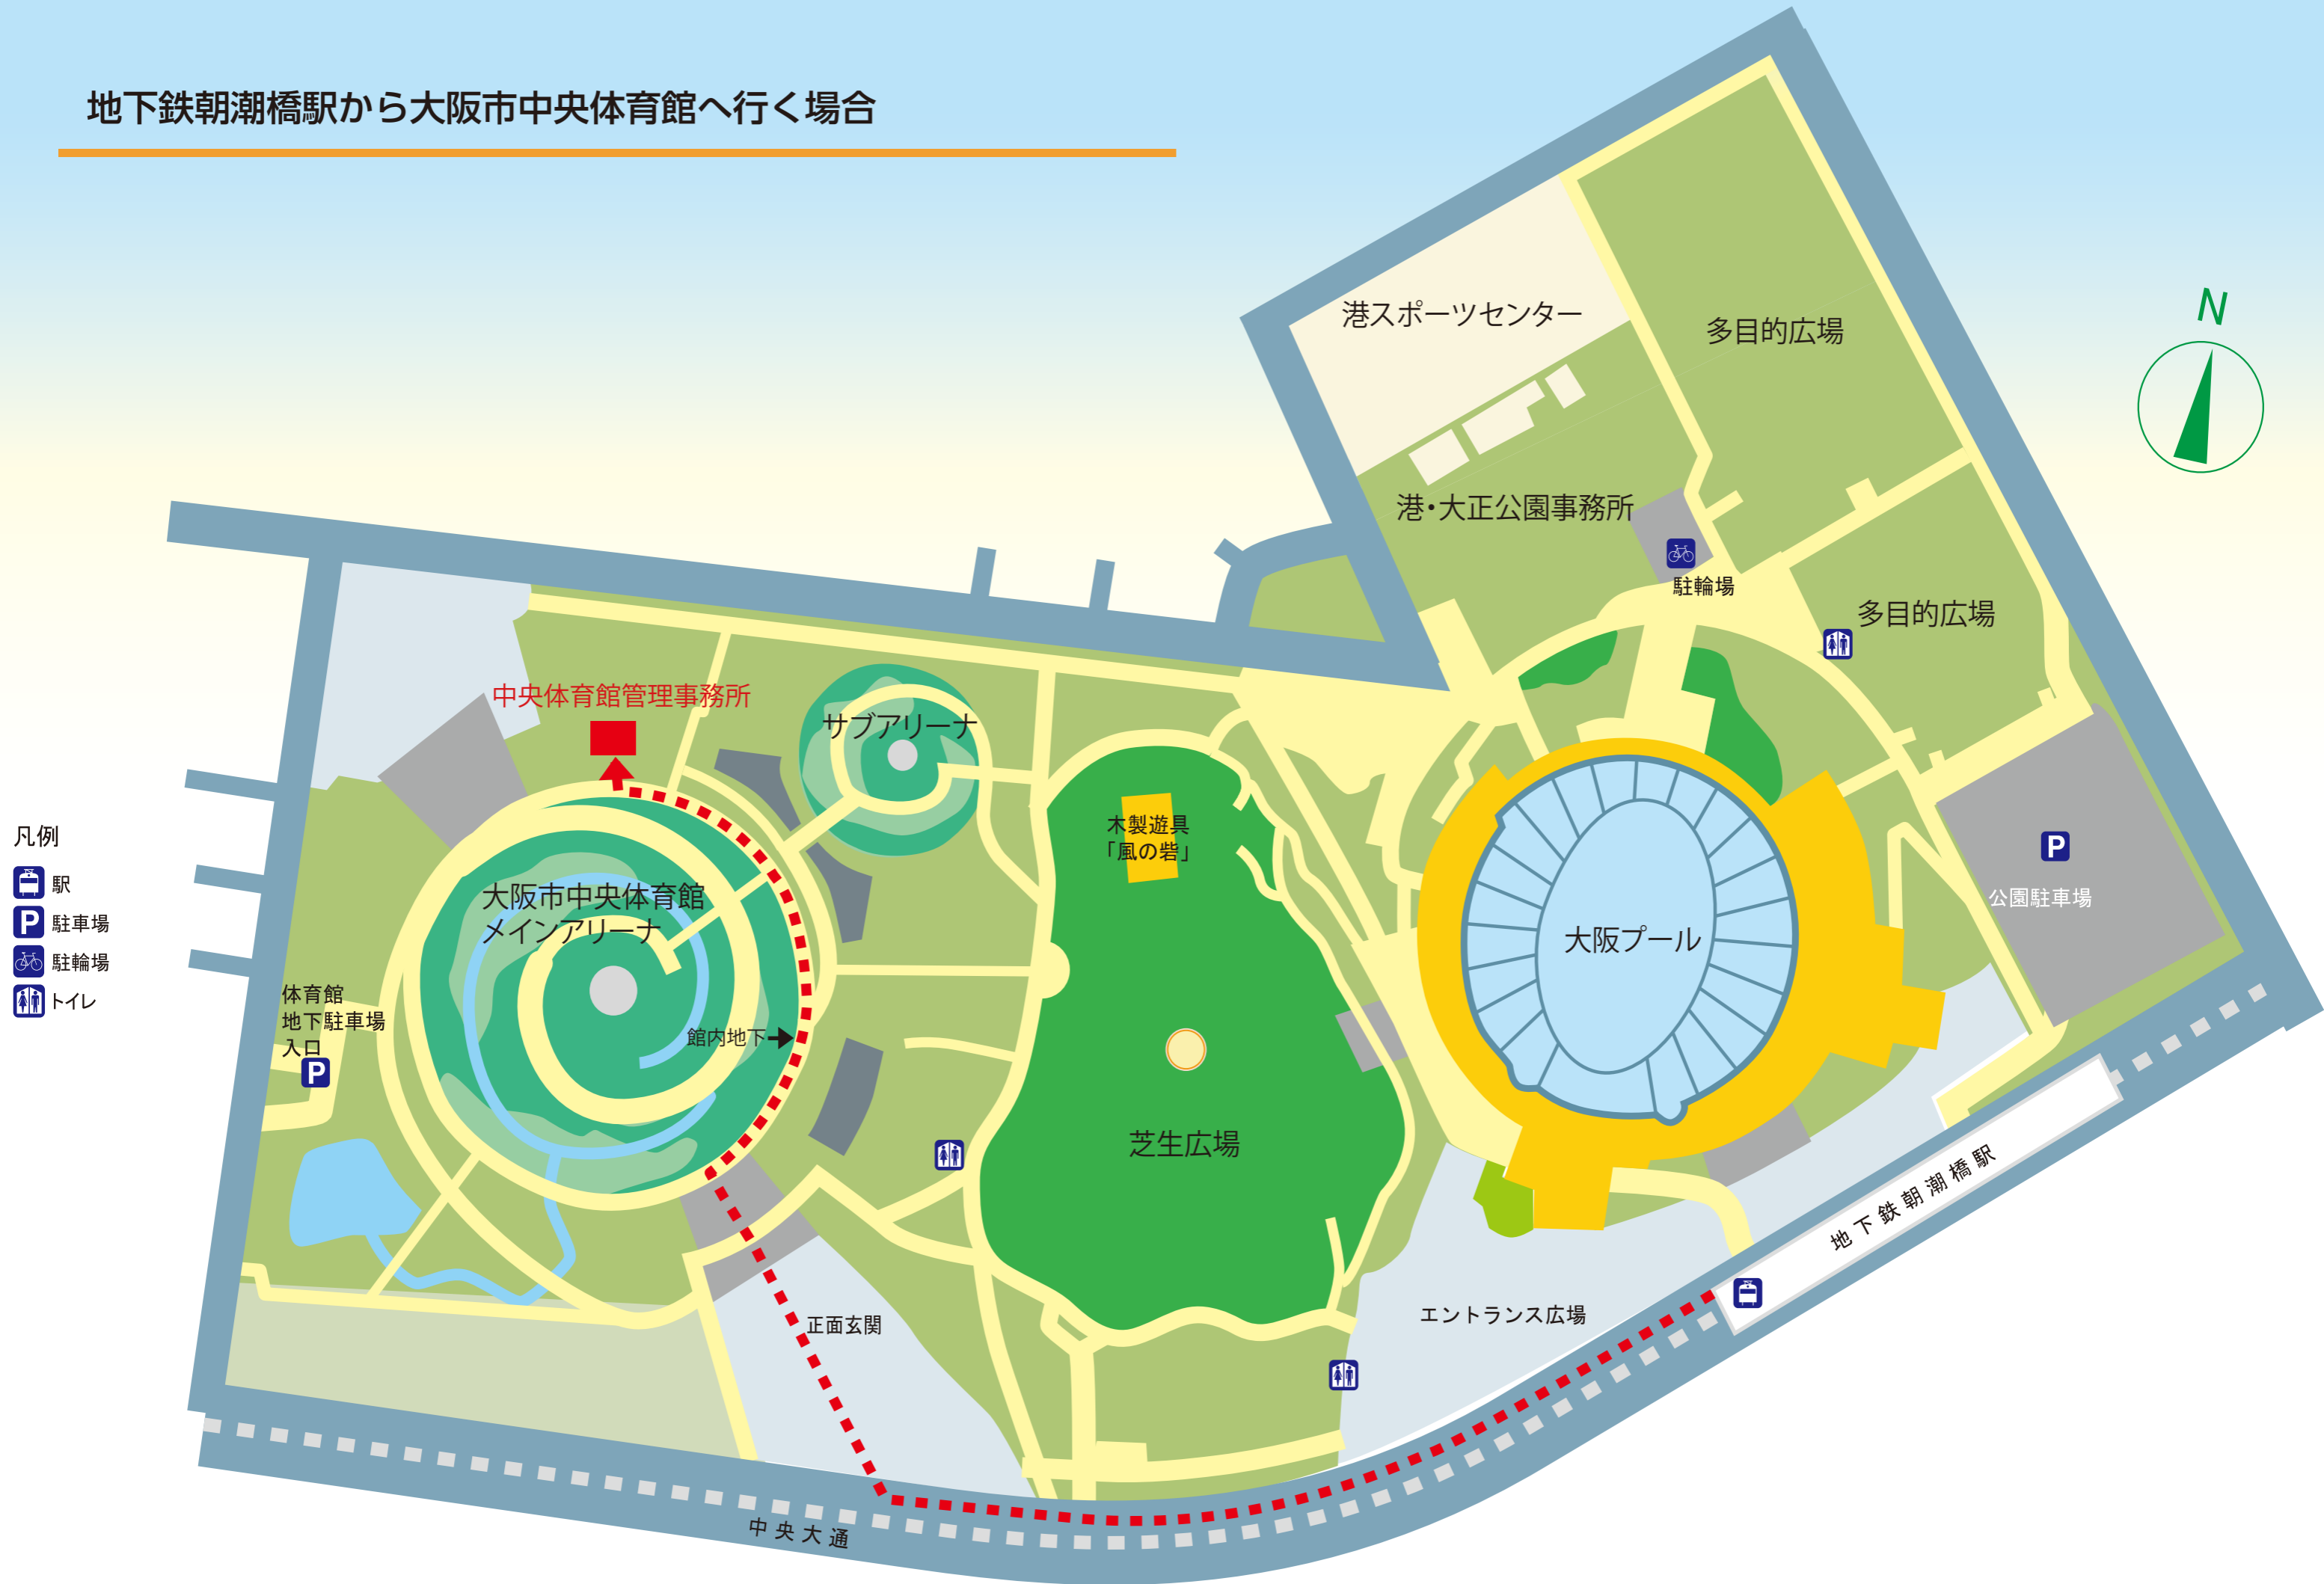 地下鉄朝潮橋駅から大阪市中央体育館へ行く場合
N
港スポーツセンター
多目的広場
港・大正公園事務所
駐輪場
多目的広場
中央体育館管理事務所
サブアリーナ
木製遊具
「風の砦」
凡例
駅
P
駐車場
駐輪場
トイレ
大阪市中央体育館
メインアリーナ
P
公園駐車場
大阪プール
体育館
地下駐車場
入口
P
館内地下
芝生広場
地下鉄朝潮橋駅
正面玄関
エントランス広場
中央大通